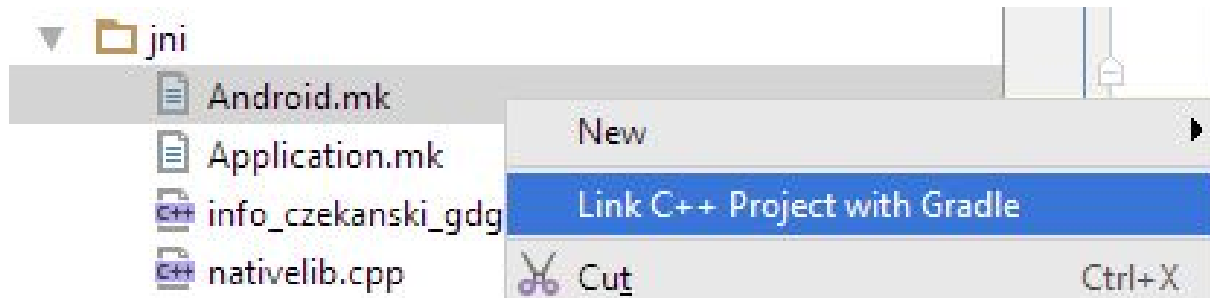 jni
Android.mk
New
Application.mk
Link C++ Project with Gradle
C++ info_czekanski_gdg
C++ nativelib.cpp
Cut Ctrl+X